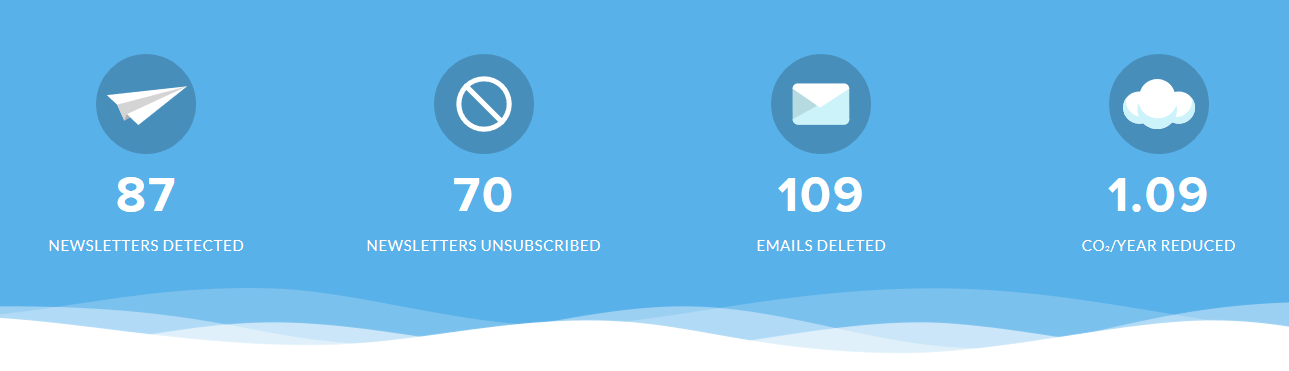 87
NEWSLETTERS DETECTED
70
NEWSLETTERS UNSUBSCRIBED
109
EMAILS DELETED
1.09
CO₂/YEAR REDUCED